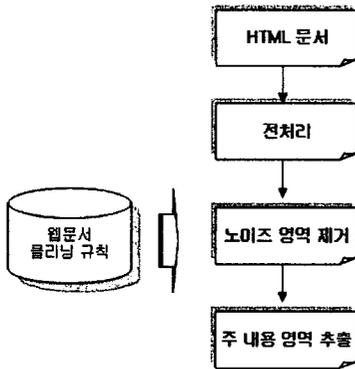 HTML 문서
전처리
웹문서
클리닝 규칙
노이즈 영역 제거
주 내용 영역 추출